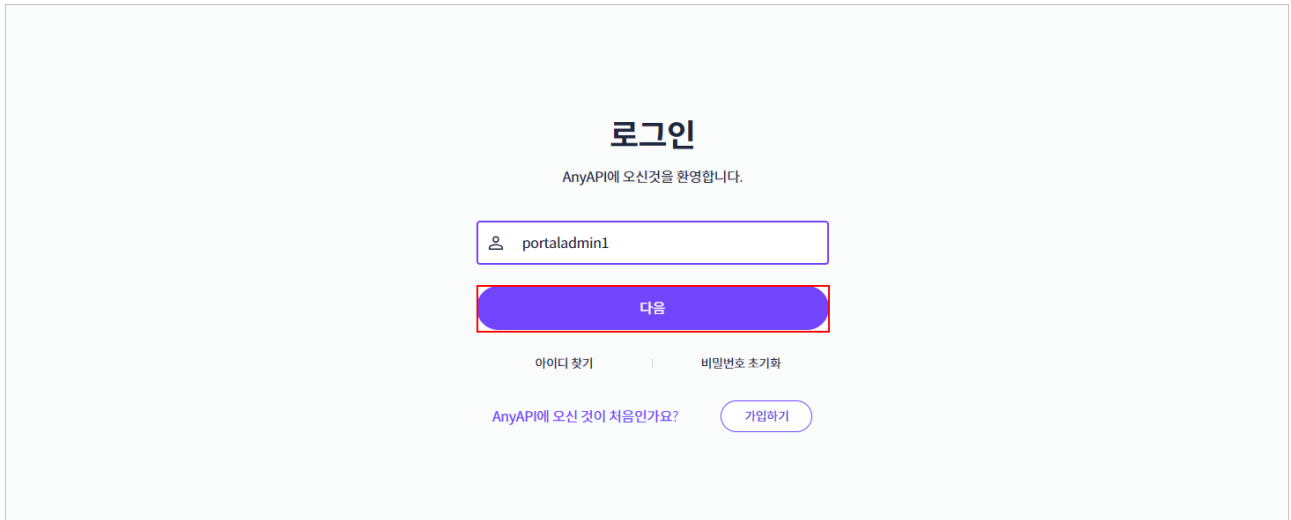 로그인
AnyAPI에 오신것을 환영합니다.
portaladmin1
다음
아이디 찾기
비밀번호 초기화
AnyAPI에 오신 것이 처음인가요?
가입하기